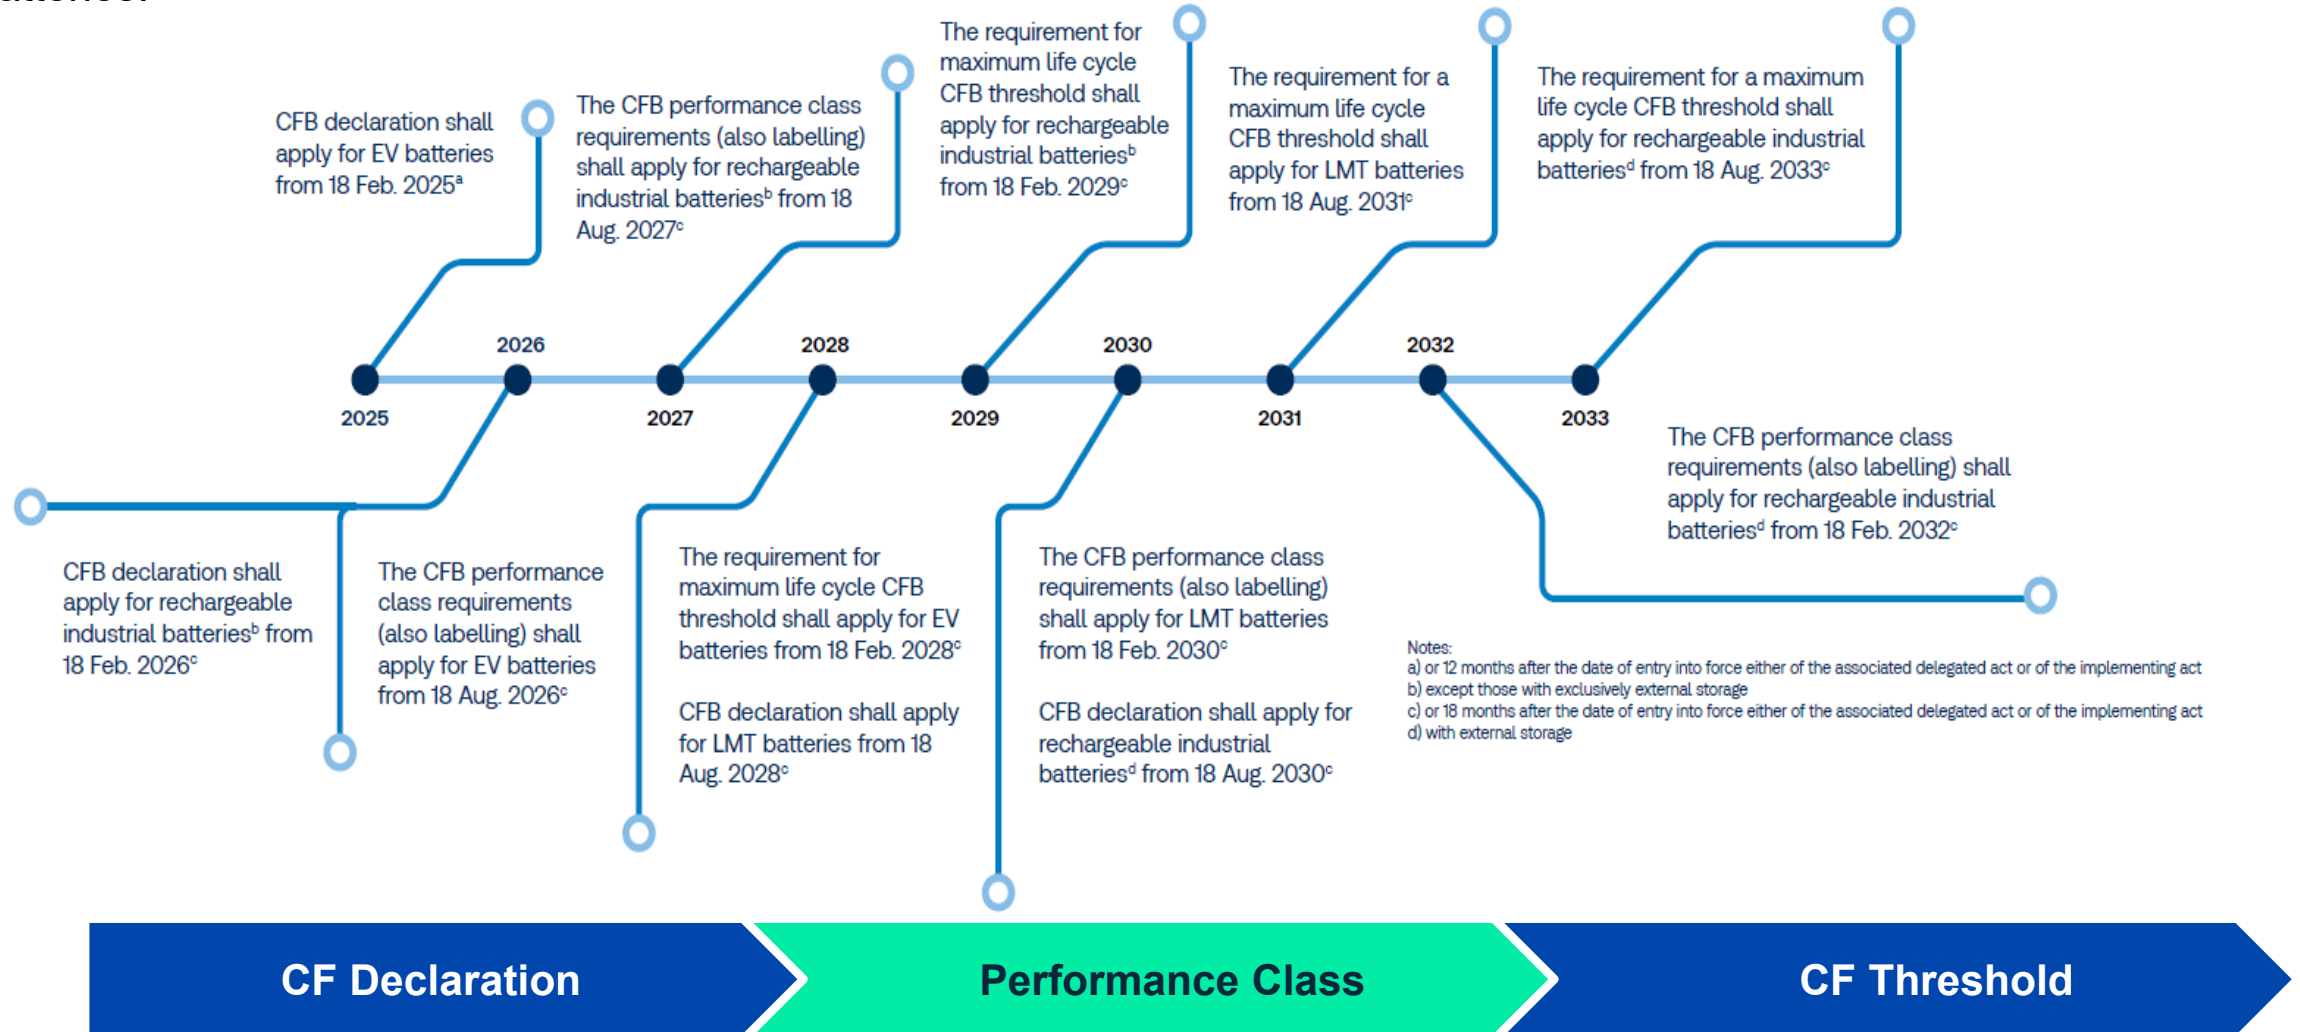 CFB declaration shall
apply for EV batteries
from 18 Feb. 2025ᵃ
The CFB performance class
requirements (also labelling)
shall apply for rechargeable
industrial batteriesᵇ from 18
Aug. 2027ᶜ
The requirement for
maximum life cycle
CFB threshold shall
apply for rechargeable
industrial batteriesᵇ
from 18 Feb. 2029ᶜ
The requirement for a
maximum life cycle
CFB threshold shall
apply for LMT batteries
from 18 Aug. 2031ᶜ
The requirement for a maximum
life cycle CFB threshold shall
apply for rechargeable industrial
batteriesᵈ from 18 Aug. 2033ᶜ
2025
2026
2027
2028
2029
2030
2031
2032
2033
CFB declaration shall
apply for rechargeable
industrial batteriesᵇ from
18 Feb. 2026ᶜ
The CFB performance
class requirements
(also labelling) shall
apply for EV batteries
from 18 Aug. 2026ᶜ
The requirement for
maximum life cycle CFB
threshold shall apply for EV
batteries from 18 Feb. 2028ᶜ
CFB declaration shall apply
for LMT batteries from 18
Aug. 2028ᶜ
The CFB performance class
requirements (also labelling)
shall apply for LMT batteries
from 18 Feb. 2030ᶜ
CFB declaration shall apply for
rechargeable industrial
batteriesᵈ from 18 Aug. 2030ᶜ
The CFB performance class
requirements (also labelling) shall
apply for rechargeable industrial
batteriesᵈ from 18 Feb. 2032ᶜ
Notes:
a) or 12 months after the date of entry into force either of the associated delegated act or of the implementing act
b) except those with exclusively external storage
c) or 18 months after the date of entry into force either of the associated delegated act or of the implementing act
d) with external storage
CF Declaration
Performance Class
CF Threshold